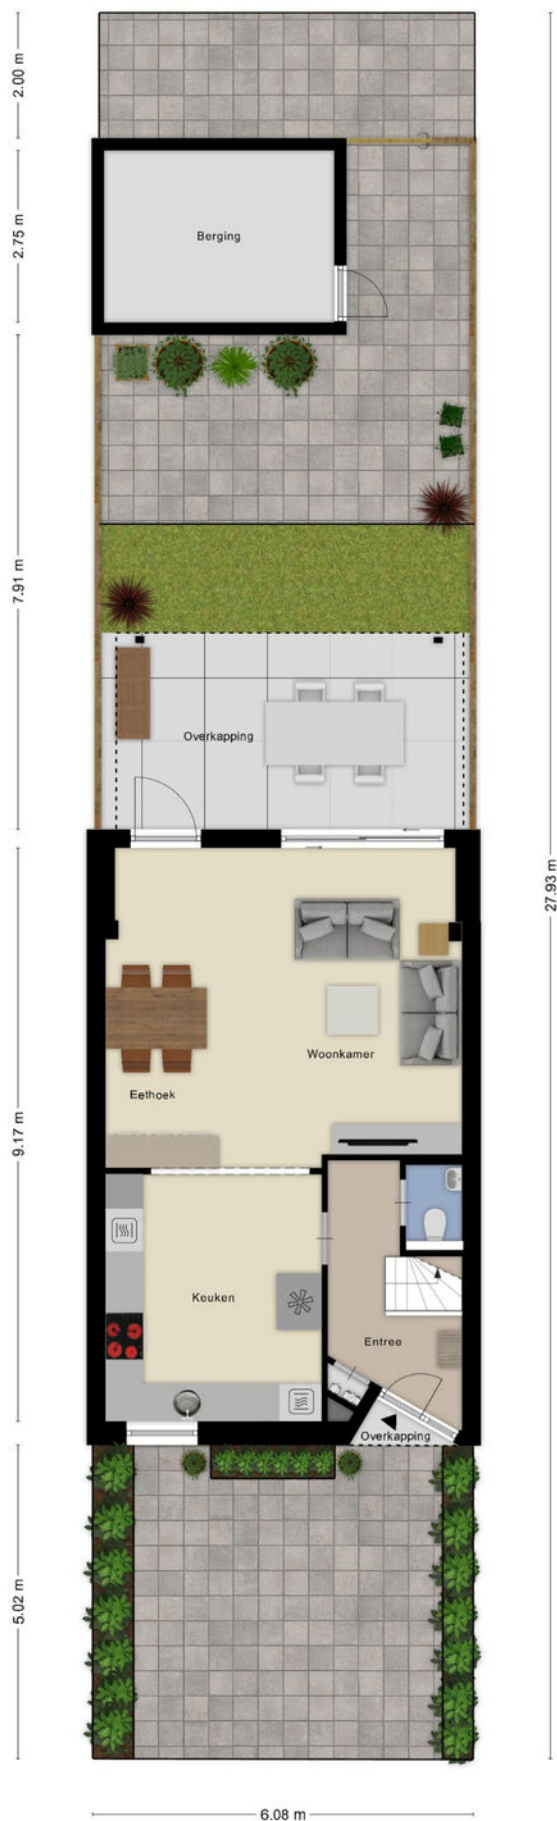 2.00 m
2.75 m
Berging
7.91 m
Overkapping
27.93 m
Woonkamer
Eethoek
9.17 m
Keuken
Entree
Overkapping
5.02 m
6.08 m